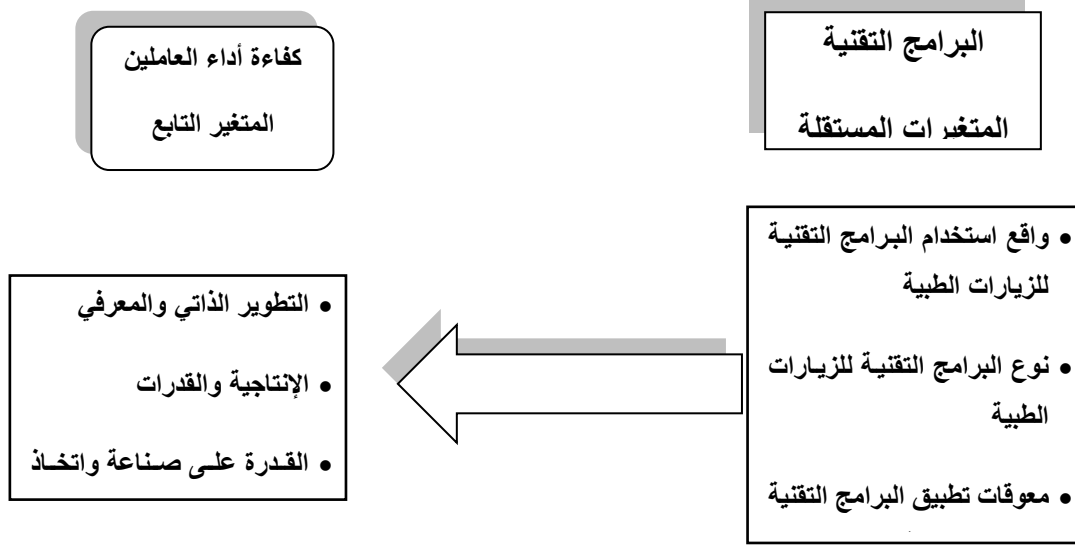 البرامج التقنية
المتغيرات المستقلة
كفاءة أداء العاملين
المتغير التابع
• واقع استخدام البرامج التقنية
للزيارات الطبية
• نوع البرامج التقنية للزيارات
الطبية
• معوقات تطبيق البرامج التقنية
• التطوير الذاتي والمعرفي
• الإنتاجية والقدرات
• القدرة على صناعة واتخاذ